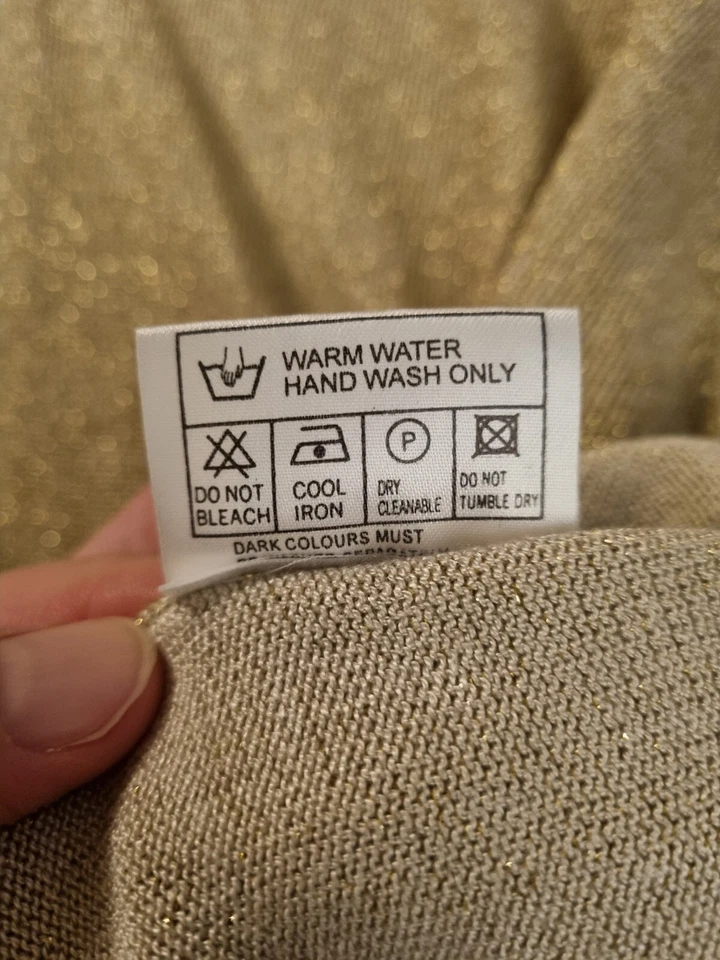 WARM WATER
HAND WASH ONLY
DO NOT
BLEACH
COOL
IRON
P
DRY
CLEANABLE
DO NOT
TUMBLE DRY
DARK COLOURS MUST